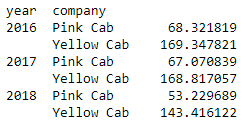 year company
2016 Pink Cab 68.321819
Yellow Cab 169.347821
2017 Pink Cab 67.070839
Yellow Cab 168.817057
2018 Pink Cab 53.229689
Yellow Cab 143.416122